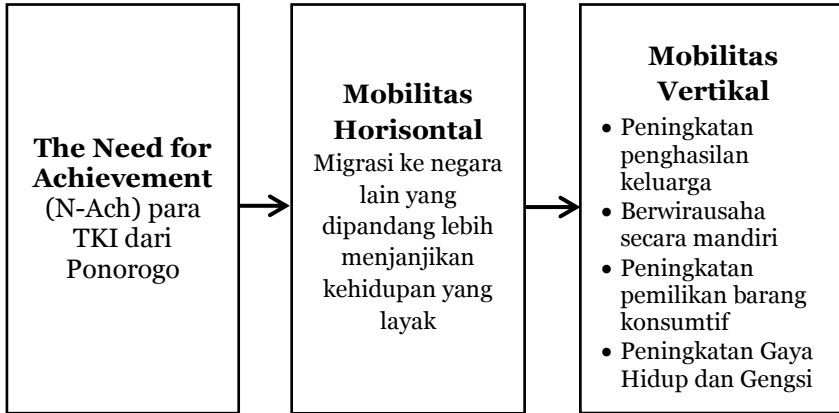 The Need for
Achievement
(N-Ach) para
TKI dari
Ponorogo
Mobilitas
Horisontal
Migrasi ke negara
lain yang
dipandang lebih
menjanjikan
kehidupan yang
layak
Mobilitas
Vertikal
• Peningkatan
penghasilan
keluarga
• Berwirausaha
secara mandiri
• Peningkatan
pemilikan barang
konsumtif
• Peningkatan Gaya
Hidup dan Gengsi